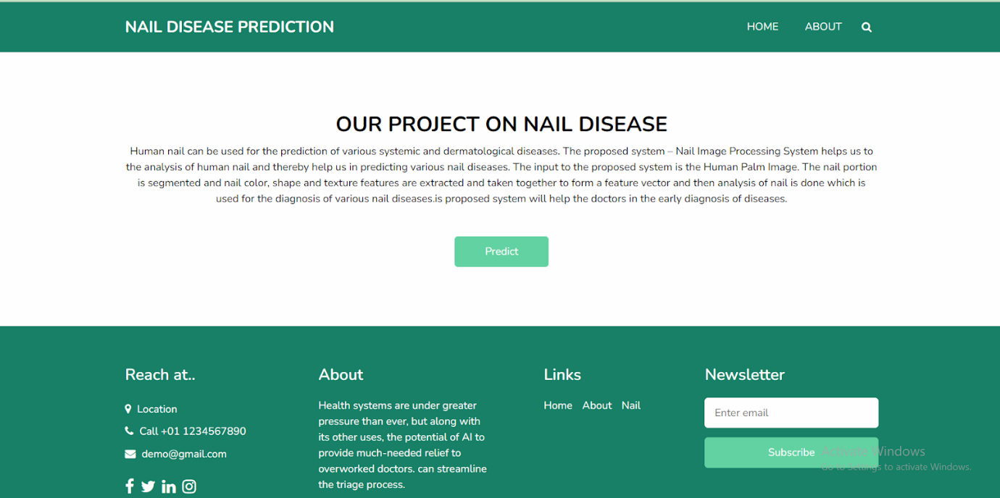 NAIL DISEASE PREDICTION
HOME ABOUT
OUR PROJECT ON NAIL DISEASE
Human nail can be used for the prediction of various systemic and dermatological diseases. The proposed system – Nail Image Processing System helps us to
the analysis of human nail and thereby help us in predicting various nail diseases. The input to the proposed system is the Human Palm Image. The nail portion
is segmented and nail color, shape and texture features are extracted and taken together to form a feature vector and then analysis of nail is done which is
used for the diagnosis of various nail diseases.is proposed system will help the doctors in the early diagnosis of diseases.
Predict
Reach at..
Location
Call +01 1234567890
demo@gmail.com
About
Health systems are under greater
pressure than ever, but along with
its other uses, the potential of AI to
provide much-needed relief to
overworked doctors. can streamline
the triage process.
Links
Home About Nail
Newsletter
Enter email
Subscribe
Activate Windows
Go to Settings to activate Windows.